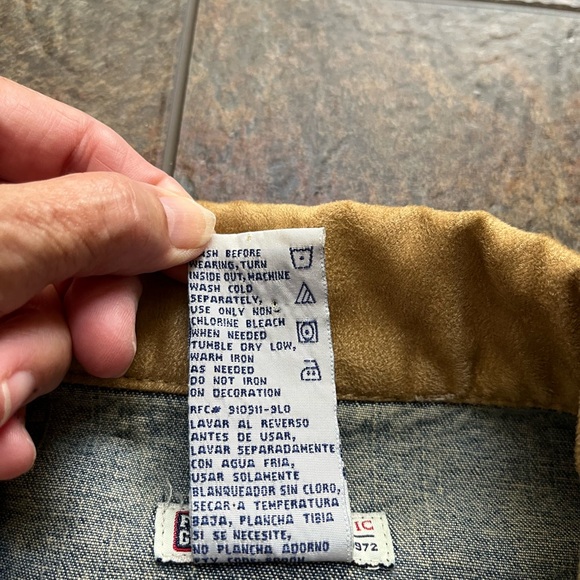 WASH BEFORE
WEARING, TURN
INSIDE OUT, MACHINE
WASH COLD
SEPARATELY,
USE ONLY NON-
CHLORINE BLEACH
WHEN NEEDED
TUMBLE DRY LOW,
WARM IRON
AS NEEDED
DO NOT IRON
ON DECORATION
RFC# 910911-9L0
LAVAR AL REVERSO
ANTES DE USAR,
LAVAR SEPARADAMENTE
CON AGUA FRIA,
USAR SOLAMENTE
BLANQUEADOR SIN CLORO,
SECAR A TEMPERATURA
BAJA, PLANCHA TIBIA
SI SE NECESITE,
NO PLANCHA ADORNO
IC
1972